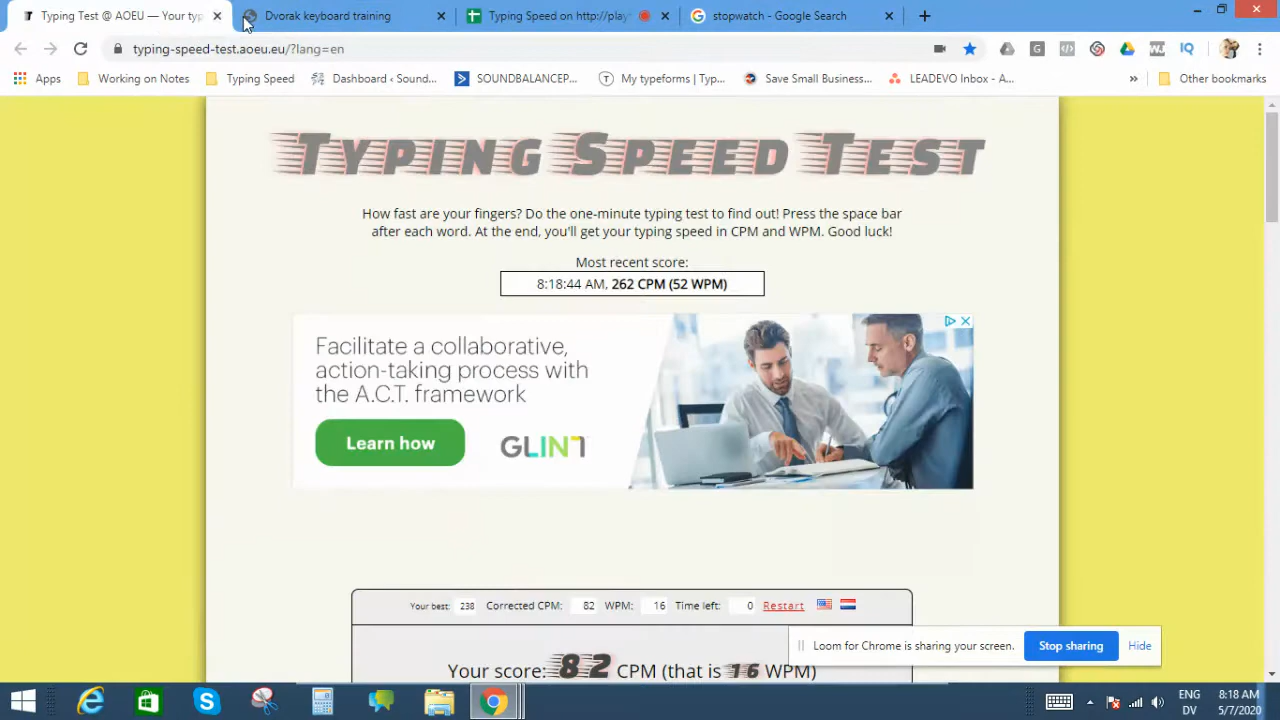 Typing Test @ AOEU — Your typ
Dvorak keyboard training
Typing Speed on http://play
stopwatch - Google Search
typing-speed-test.aoeu.eu/?lang=en
Apps
Working on Notes
Typing Speed
Dashboard ‹ Sound...
SOUNDBALANCEP...
My typeforms | Typ...
Save Small Business...
LEADEVO Inbox - A...
»
Other bookmarks
Typing Speed Test
How fast are your fingers? Do the one-minute typing test to find out! Press the space bar
after each word. At the end, you'll get your typing speed in CPM and WPM. Good luck!
Most recent score:
8:18:44 AM, 262 CPM (52 WPM)
Facilitate a collaborative,
action-taking process with
the A.C.T. framework
Learn how
GLINT
Your best: 238 Corrected CPM: 82 WPM: 16 Time left: 0 Restart
Loom for Chrome is sharing your screen. Stop sharing Hide
Your score: 82 CPM (that is 16 WPM)
ENG 8:18 AM
DV 5/7/2020